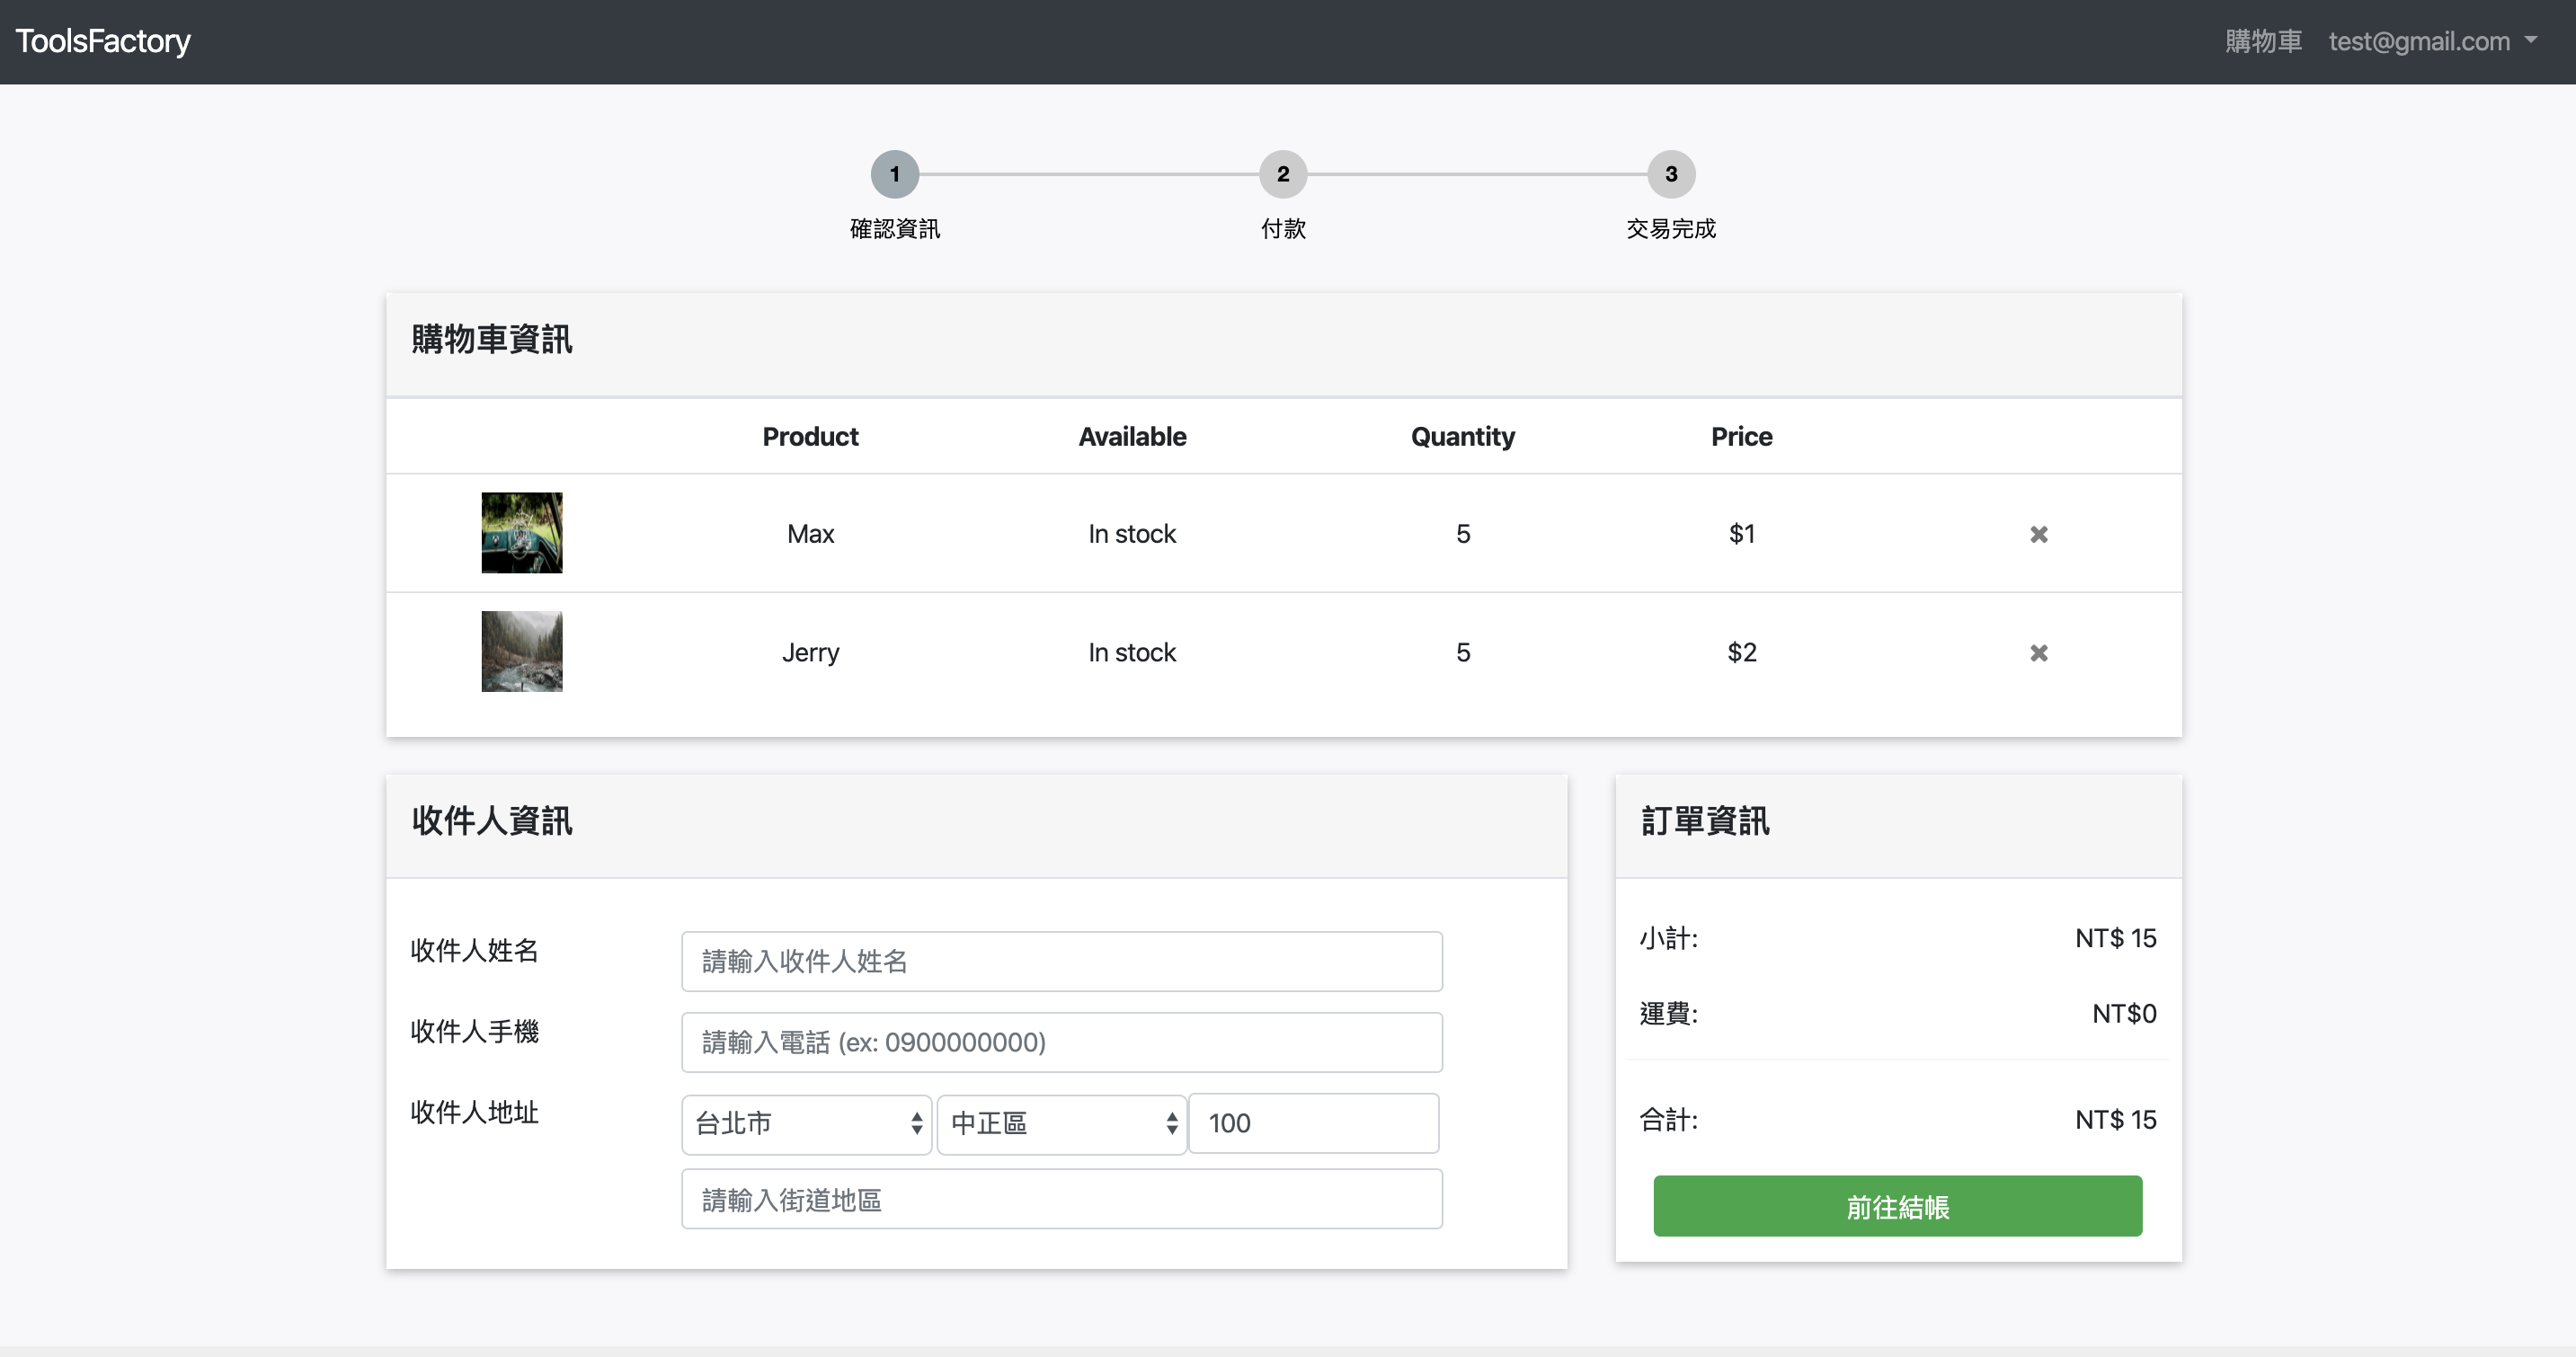 ToolsFactory
購物車 test@gmail.com
1 2 3
確認資訊 付款 交易完成
購物車資訊
Product Available Quantity Price
Max In stock 5 $1
Jerry In stock 5 $2
收件人資訊
收件人姓名 請輸入收件人姓名
收件人手機 請輸入電話 (ex: 0900000000)
收件人地址 台北市 中正區 100
請輸入街道地區
訂單資訊
小計: NT$ 15
運費: NT$0
合計: NT$ 15
前往結帳